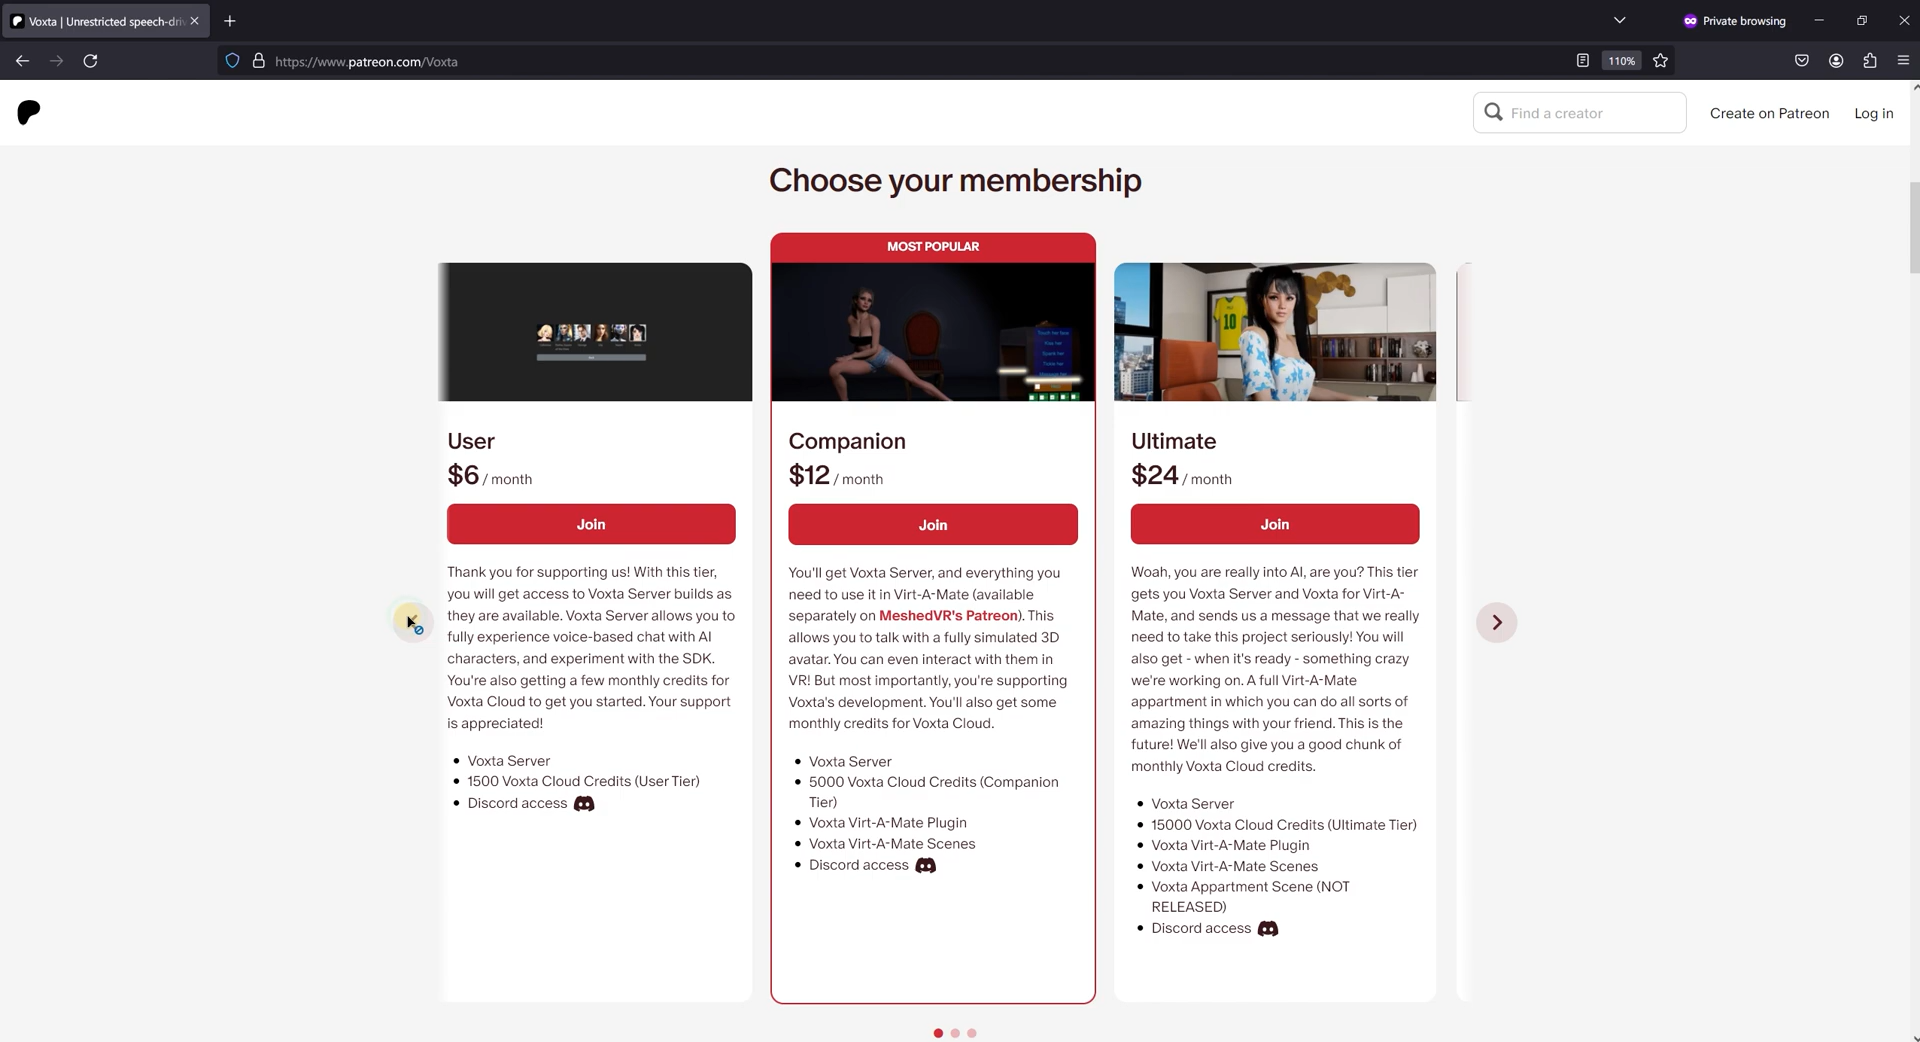 Voxta | Unrestricted speech-driv
Private browsing
https://www.patreon.com/Voxta
110%
Find a creator
Create on Patreon
Log in
Choose your membership
MOST POPULAR
10
Touch her head
Kiss her
Spank her
User
$6 / month
Join
Thank you for supporting us! With this tier,
you will get access to Voxta Server builds as
they are available. Voxta Server allows you to
fully experience voice-based chat with AI
characters, and experiment with the SDK.
You're also getting a few monthly credits for
Voxta Cloud to get you started. Your support
is appreciated!
• Voxta Server
• 1500 Voxta Cloud Credits (User Tier)
• Discord access
Companion
$12 / month
Join
You'll get Voxta Server, and everything you
need to use it in Virt-A-Mate (available
separately on MeshedVR's Patreon). This
allows you to talk with a fully simulated 3D
avatar. You can even interact with them in
VR! But most importantly, you're supporting
Voxta's development. You'll also get some
monthly credits for Voxta Cloud.
• Voxta Server
• 5000 Voxta Cloud Credits (Companion
Tier)
• Voxta Virt-A-Mate Plugin
• Voxta Virt-A-Mate Scenes
• Discord access
Ultimate
$24 / month
Join
Woah, you are really into AI, are you? This tier
gets you Voxta Server and Voxta for Virt-A-
Mate, and sends us a message that we really
need to take this project seriously! You will
also get - when it's ready - something crazy
we're working on. A full Virt-A-Mate
appartment in which you can do all sorts of
amazing things with your friend. This is the
future! We'll also give you a good chunk of
monthly Voxta Cloud credits.
• Voxta Server
• 15000 Voxta Cloud Credits (Ultimate Tier)
• Voxta Virt-A-Mate Plugin
• Voxta Virt-A-Mate Scenes
• Voxta Appartment Scene (NOT
RELEASED)
• Discord access